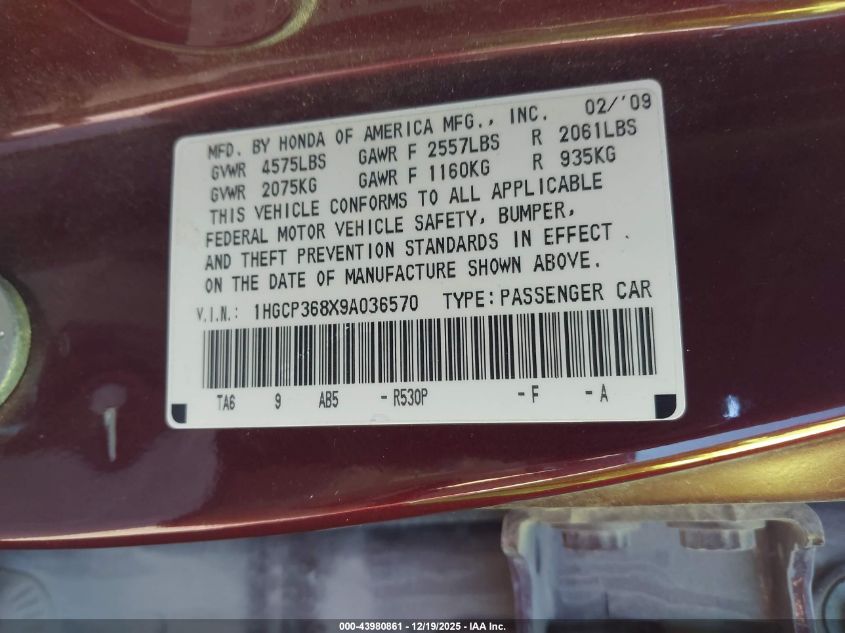 02/'09
MFD. BY HONDA OF AMERICA MFG., INC.
GVWR 4575LBS GAWR F 2557LBS R 2061LBS
GVWR 2075KG GAWR F 1160KG R 935KG
THIS VEHICLE CONFORMS TO ALL APPLICABLE
FEDERAL MOTOR VEHICLE SAFETY, BUMPER,
AND THEFT PREVENTION STANDARDS IN EFFECT
ON THE DATE OF MANUFACTURE SHOWN ABOVE.
V.I.N.: 1HGCP368X9A036570 TYPE: PASSENGER CAR
TA6 9 AB5 -R530P -F -A
000-43980861 - 12/19/2025 - IAA Inc.